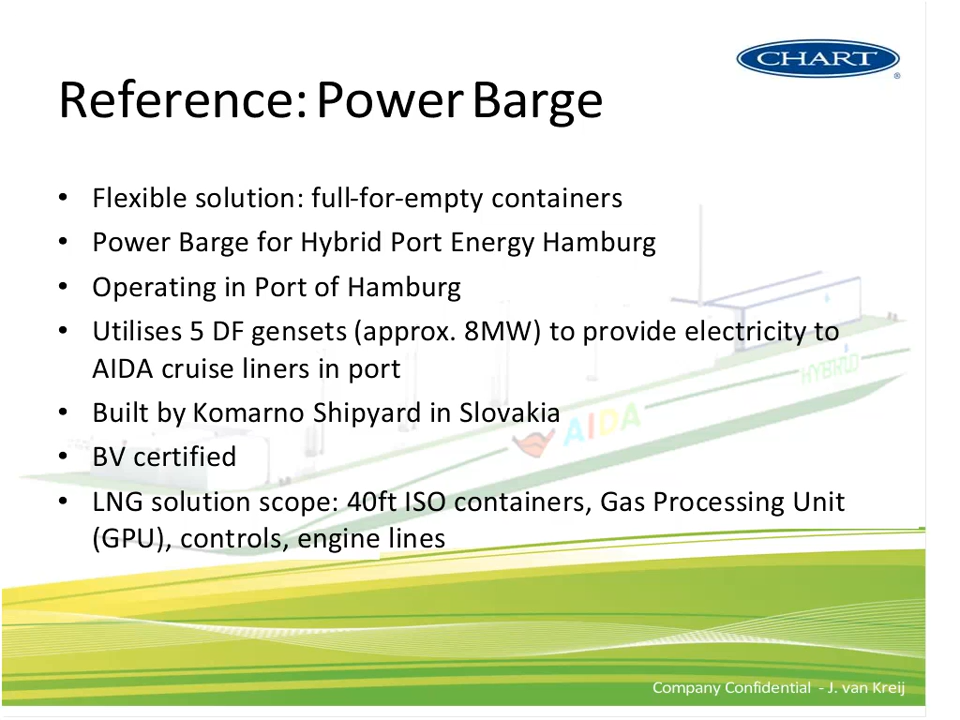 CHART
®
Reference: Power Barge
• Flexible solution: full-for-empty containers
• Power Barge for Hybrid Port Energy Hamburg
• Operating in Port of Hamburg
• Utilises 5 DF gensets (approx. 8MW) to provide electricity to
AIDA cruise liners in port
• Built by Komarno Shipyard in Slovakia
• BV certified
• LNG solution scope: 40ft ISO containers, Gas Processing Unit
(GPU), controls, engine lines
HYBRID
AIDA
Company Confidential - J. van Kreij